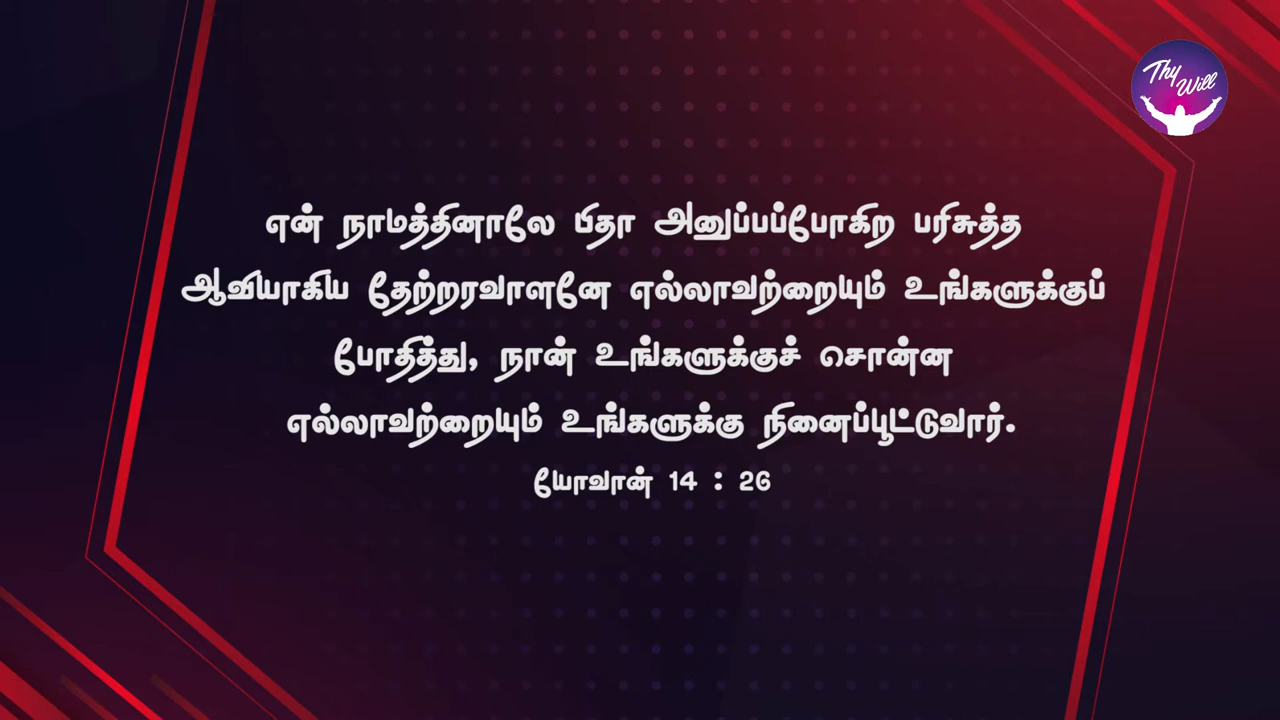 Thy Will
என் நாமத்தினாலே பிதா அனுப்பப்போகிற பரிசுத்த
ஆவியாகிய தேற்றரவாளனே எல்லாவற்றையும் உங்களுக்குப்
போதித்து, நான் உங்களுக்குச் சொன்ன
எல்லாவற்றையும் உங்களுக்கு நினைப்பூட்டுவார்.
யோவான் 14 : 26